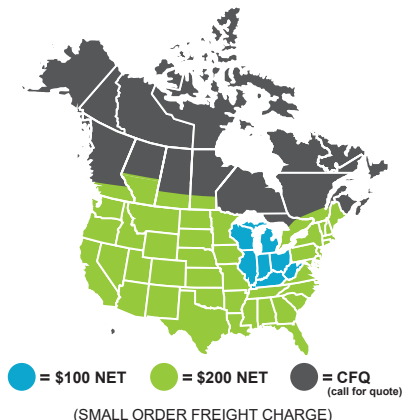 = $100 NET = $200 NET = CFQ
(call for quote)
(SMALL ORDER FREIGHT CHARGE)